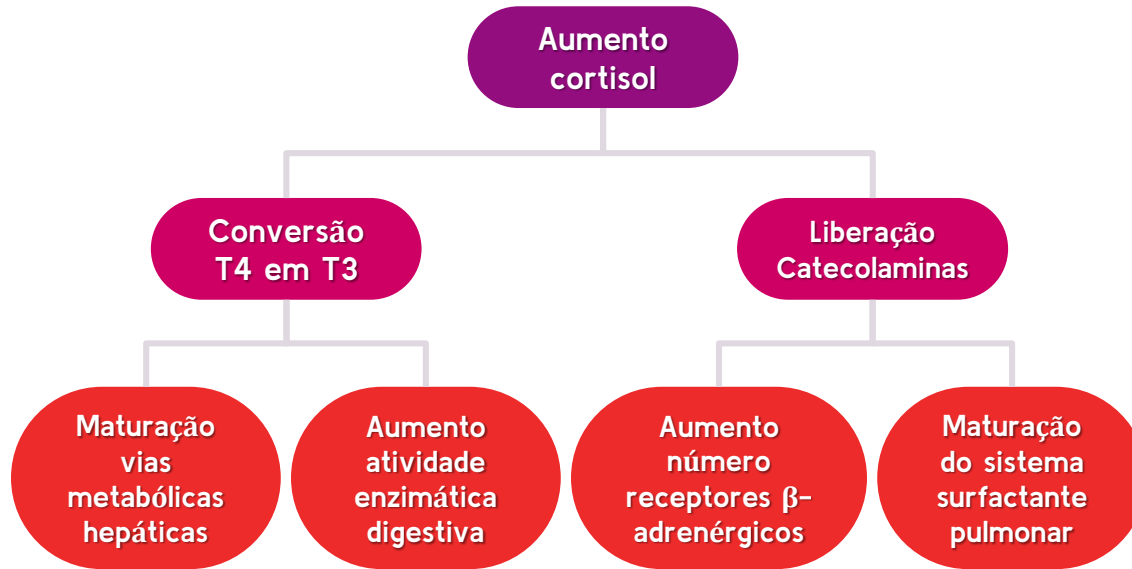 Aumento
cortisol
Conversão
T4 em T3
Liberação
Catecolaminas
Maturação
vias
metabólicas
hepáticas
Aumento
atividade
enzimática
digestiva
Aumento
número
receptores β-
adrenérgicos
Maturação
do sistema
surfactante
pulmonar